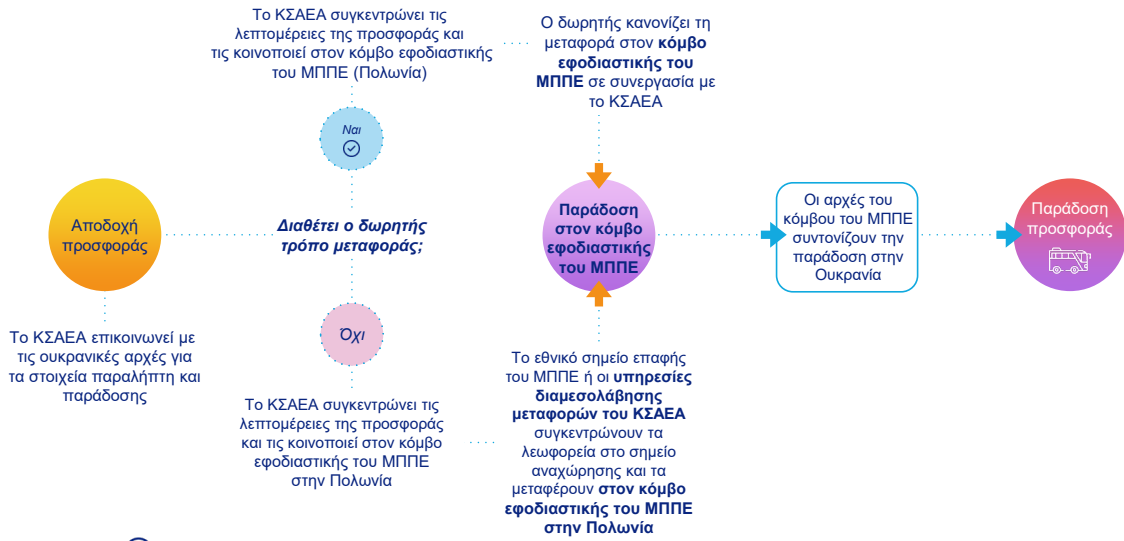 Το ΚΣΑΕΑ συγκεντρώνει τις
λεπτομέρειες της προσφοράς και
τις κοινοποιεί στον κόμβο εφοδιαστικής
του ΜΠΠΕ (Πολωνία)
Ο δωρητής κανονίζει τη
μεταφορά στον κόμβο
εφοδιαστικής του
ΜΠΠΕ σε συνεργασία με
το ΚΣΑΕΑ
Ναι
Αποδοχή
προσφοράς
Διαθέτει ο δωρητής
τρόπο μεταφοράς;
Παράδοση
στον κόμβο
εφοδιαστικής
του ΜΠΠΕ
Οι αρχές του
κόμβου του ΜΠΠΕ
συντονίζουν την
παράδοση στην
Ουκρανία
Παράδοση
προσφοράς
Το ΚΣΑΕΑ επικοινωνεί με
τις ουκρανικές αρχές για
τα στοιχεία παραλήπτη και
παράδοσης
Όχι
Το ΚΣΑΕΑ συγκεντρώνει τις
λεπτομέρειες της προσφοράς
και τις κοινοποιεί στον κόμβο
εφοδιαστικής του ΜΠΠΕ
στην Πολωνία
Το εθνικό σημείο επαφής
του ΜΠΠΕ ή οι υπηρεσίες
διαμεσολάβησης
μεταφορών του ΚΣΑΕΑ
συγκεντρώνουν τα
λεωφορεία στο σημείο
αναχώρησης και τα
μεταφέρουν στον κόμβο
εφοδιαστικής του ΜΠΠΕ
στην Πολωνία